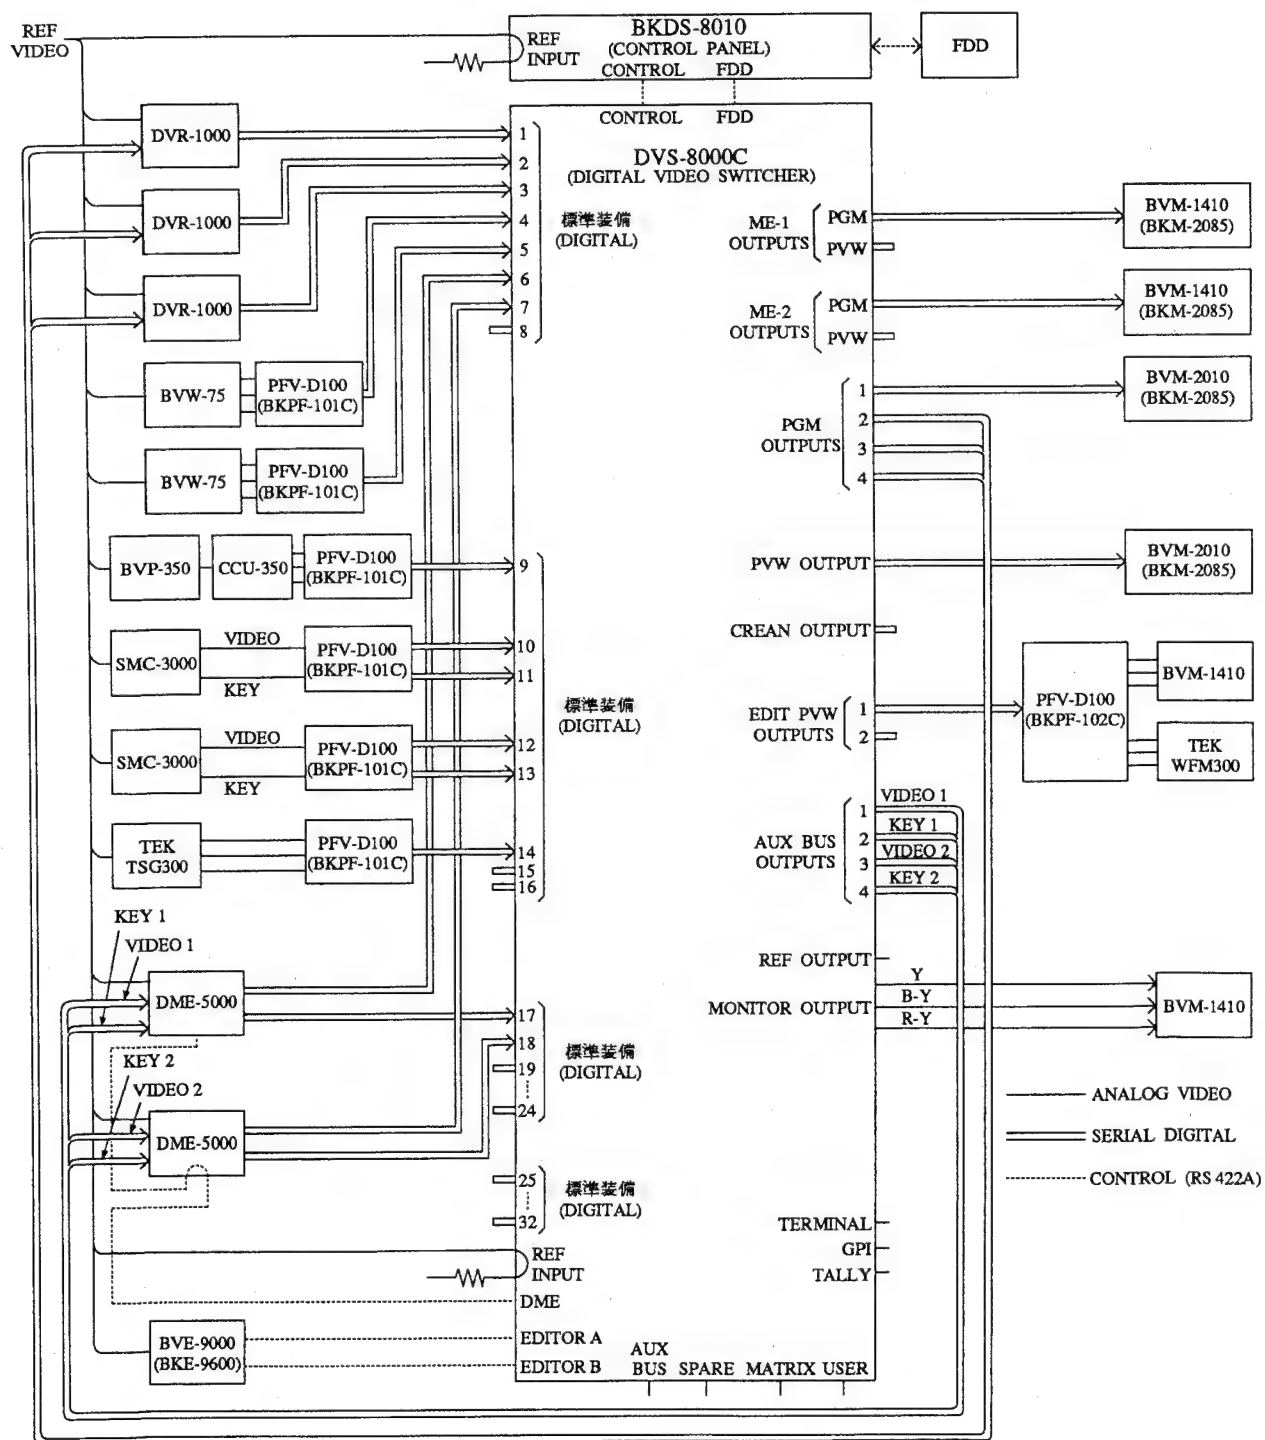 REF
VIDEO
REF
INPUT
BKDS-8010
(CONTROL PANEL)
CONTROL FDD
FDD
CONTROL FDD
DVS-8000C
(DIGITAL VIDEO SWITCHER)
DVR-1000
DVR-1000
DVR-1000
BVW-75
PFV-D100
(BKPF-101C)
BVW-75
PFV-D100
(BKPF-101C)
BVP-350
CCU-350
PFV-D100
(BKPF-101C)
SMC-3000
VIDEO
KEY
PFV-D100
(BKPF-101C)
SMC-3000
VIDEO
KEY
PFV-D100
(BKPF-101C)
TEK
TSG300
PFV-D100
(BKPF-101C)
KEY 1
VIDEO 1
DME-5000
KEY 2
VIDEO 2
DME-5000
BVE-9000
(BKE-9600)
1
2
3
4
5
6
7
8
標準装備
(DIGITAL)
9
10
11
12
13
14
15
16
標準装備
(DIGITAL)
17
18
19
24
標準装備
(DIGITAL)
25
32
標準装備
(DIGITAL)
REF
INPUT
DME
EDITOR A
EDITOR B
AUX
BUS SPARE MATRIX USER
ME-1
OUTPUTS
PGM
PVW
ME-2
OUTPUTS
PGM
PVW
PGM
OUTPUTS
1
2
3
4
PVW OUTPUT
CREAN OUTPUT
EDIT PVW
OUTPUTS
1
2
AUX BUS
OUTPUTS
1
2
3
4
VIDEO 1
KEY 1
VIDEO 2
KEY 2
REF OUTPUT
MONITOR OUTPUT
Y
B-Y
R-Y
TERMINAL
GPI
TALLY
BVM-1410
(BKM-2085)
BVM-1410
(BKM-2085)
BVM-2010
(BKM-2085)
BVM-2010
(BKM-2085)
PFV-D100
(BKPF-102C)
BVM-1410
TEK
WFM300
BVM-1410
ANALOG VIDEO
SERIAL DIGITAL
CONTROL (RS 422A)